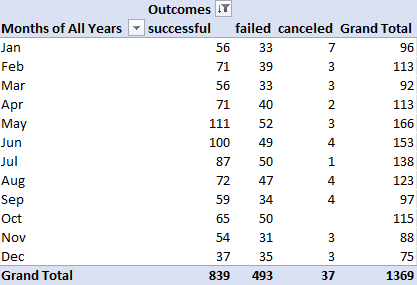 Outcomes
Months of All Years successful failed canceled Grand Total
Jan 56 33 7 96
Feb 71 39 3 113
Mar 56 33 3 92
Apr 71 40 2 113
May 111 52 3 166
Jun 100 49 4 153
Jul 87 50 1 138
Aug 72 47 4 123
Sep 59 34 4 97
Oct 65 50 115
Nov 54 31 3 88
Dec 37 35 3 75
Grand Total 839 493 37 1369